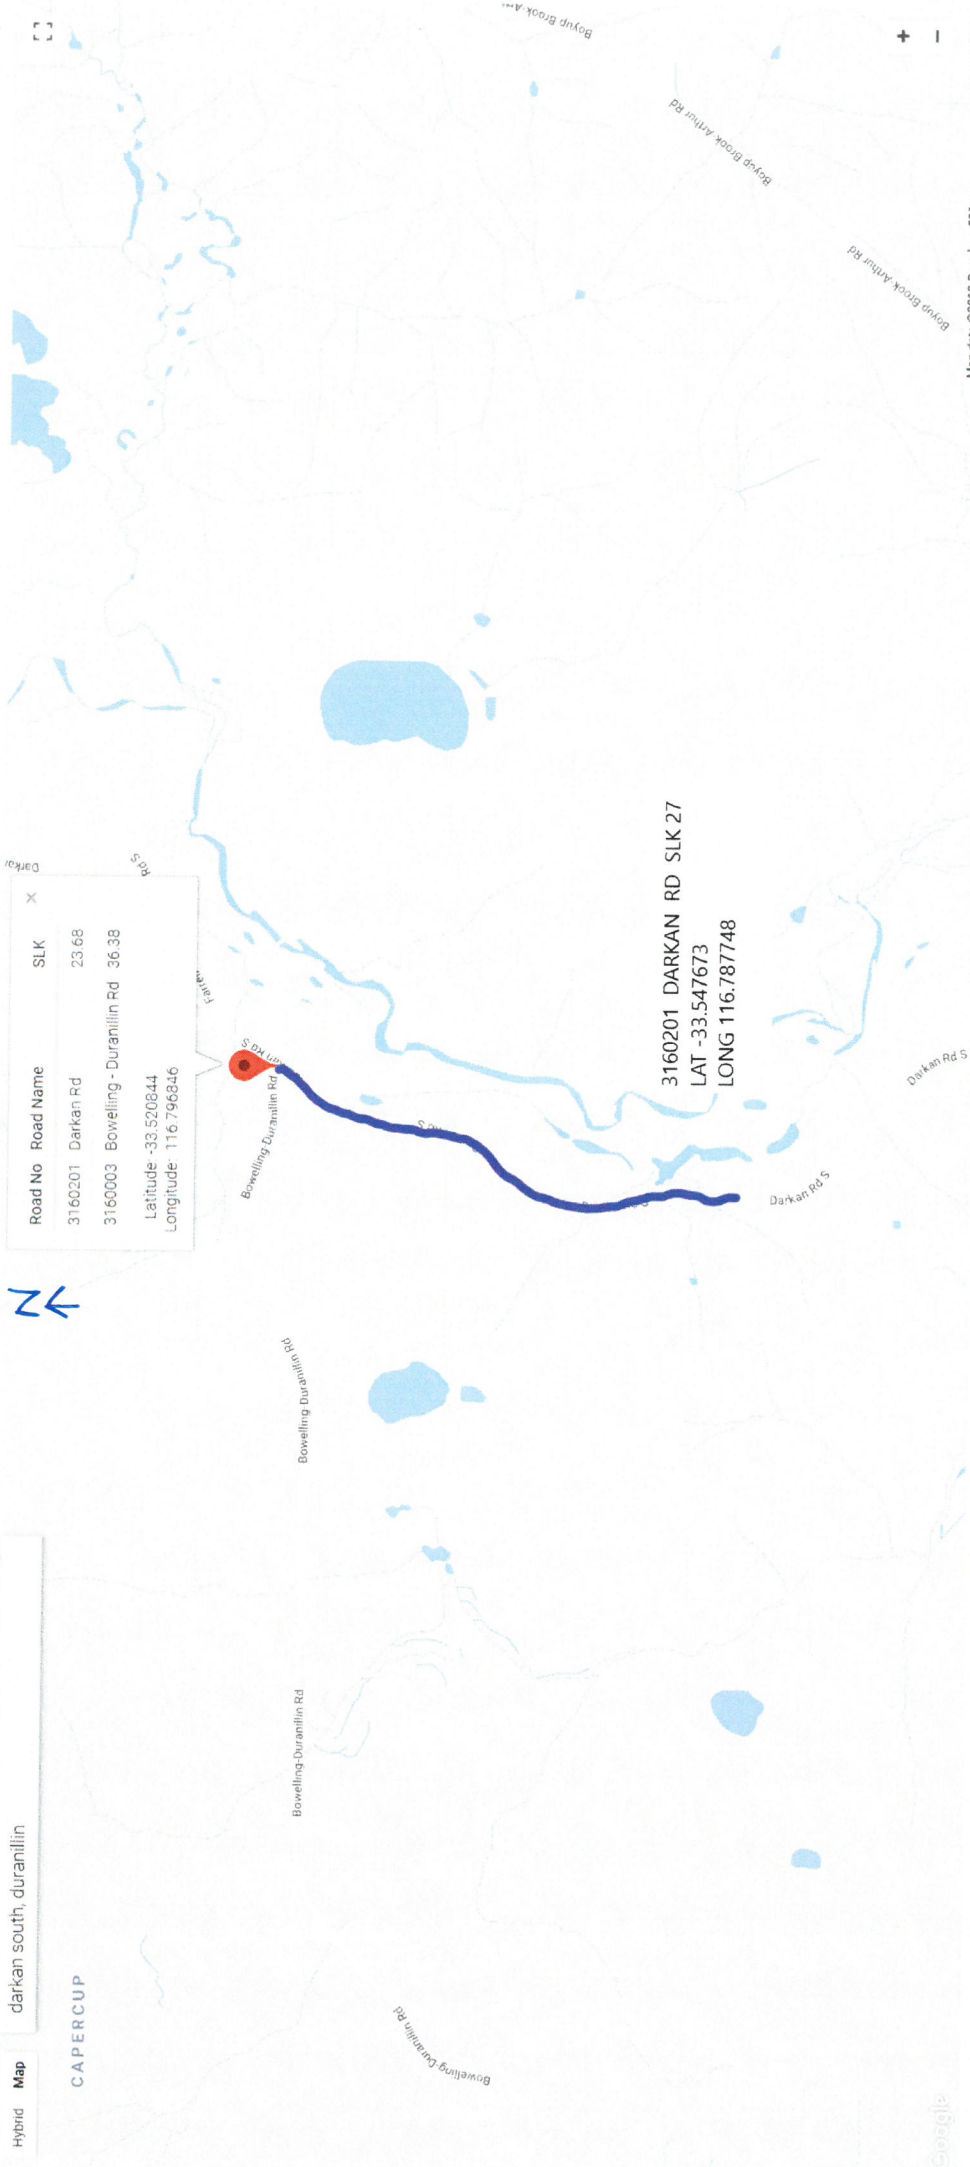 Hybrid Map
darkan south, duranillin
CAPERCUP
N
Road No Road Name SLK
3160201 Darkan Rd 23.68
3160003 Bowelling - Duranillin Rd 36.38
Latitude: -33.520844
Longitude: 116.796846
Rd S
Bowelling-Duranillin Rd
Bowelling-Duranillin Rd
Bowelling-Duranillin Rd
Bowelling-Duranillin Rd
3160201 DARKAN RD SLK 27
LAT -33.547673
LONG 116.787748
Darkan Rd S
Darkan Rd S
Boyup Brook Arthur Rd
Boyup Brook Arthur Rd
Google